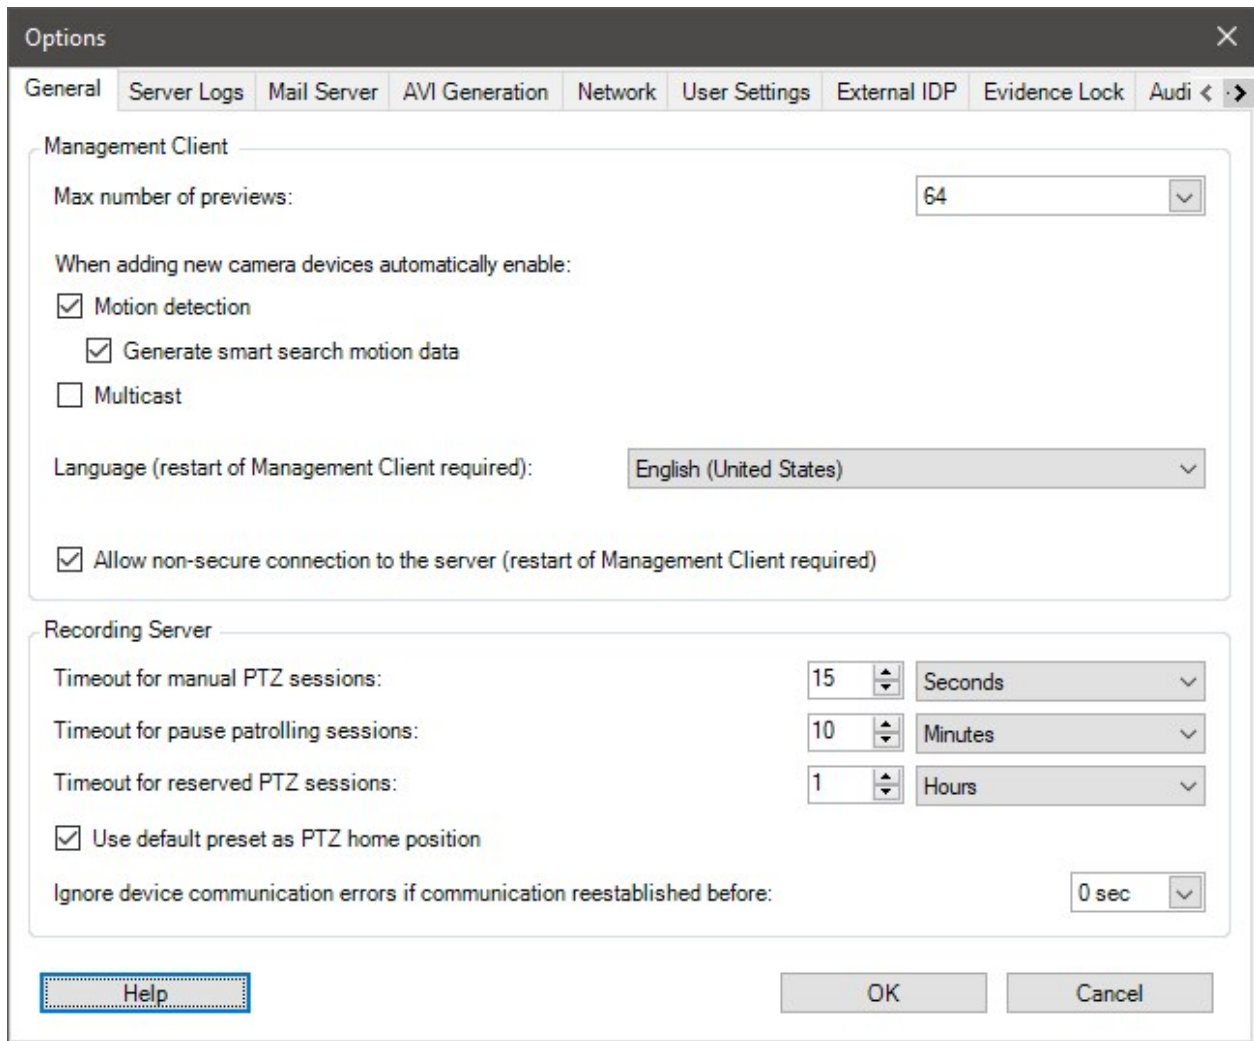 Options
General Server Logs Mail Server AVI Generation Network User Settings External IDP Evidence Lock Audi
Management Client
Max number of previews: 64
When adding new camera devices automatically enable:
Motion detection
Generate smart search motion data
Multicast
Language (restart of Management Client required): English (United States)
Allow non-secure connection to the server (restart of Management Client required)
Recording Server
Timeout for manual PTZ sessions: 15 Seconds
Timeout for pause patrolling sessions: 10 Minutes
Timeout for reserved PTZ sessions: 1 Hours
Use default preset as PTZ home position
Ignore device communication errors if communication reestablished before: 0 sec
Help OK Cancel